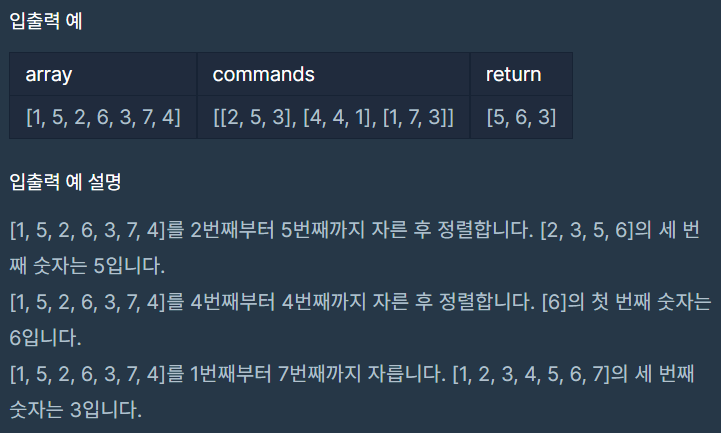 입출력 예
array commands return
[1, 5, 2, 6, 3, 7, 4] [[2, 5, 3], [4, 4, 1], [1, 7, 3]] [5, 6, 3]
입출력 예 설명
[1, 5, 2, 6, 3, 7, 4]를 2번째부터 5번째까지 자른 후 정렬합니다. [2, 3, 5, 6]의 세 번
째 숫자는 5입니다.
[1, 5, 2, 6, 3, 7, 4]를 4번째부터 4번째까지 자른 후 정렬합니다. [6]의 첫 번째 숫자는
6입니다.
[1, 5, 2, 6, 3, 7, 4]를 1번째부터 7번째까지 자릅니다. [1, 2, 3, 4, 5, 6, 7]의 세 번째
숫자는 3입니다.